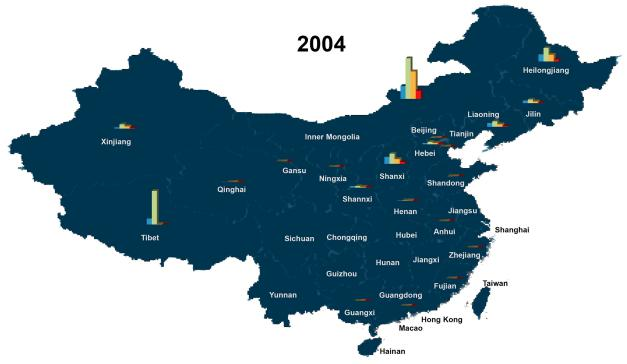 2004
Heilongjiang
Jilin
Liaoning
Beijing
Tianjin
Inner Mongolia
Xinjiang
Hebei
Gansu
Ningxia
Shanxi
Shandong
Qinghai
Shannxi
Henan
Jiangsu
Shanghai
Tibet
Sichuan
Chongqing
Hubei
Anhui
Zhejiang
Hunan
Jiangxi
Guizhou
Fujian
Taiwan
Yunnan
Guangdong
Guangxi
Hong Kong
Macao
Hainan